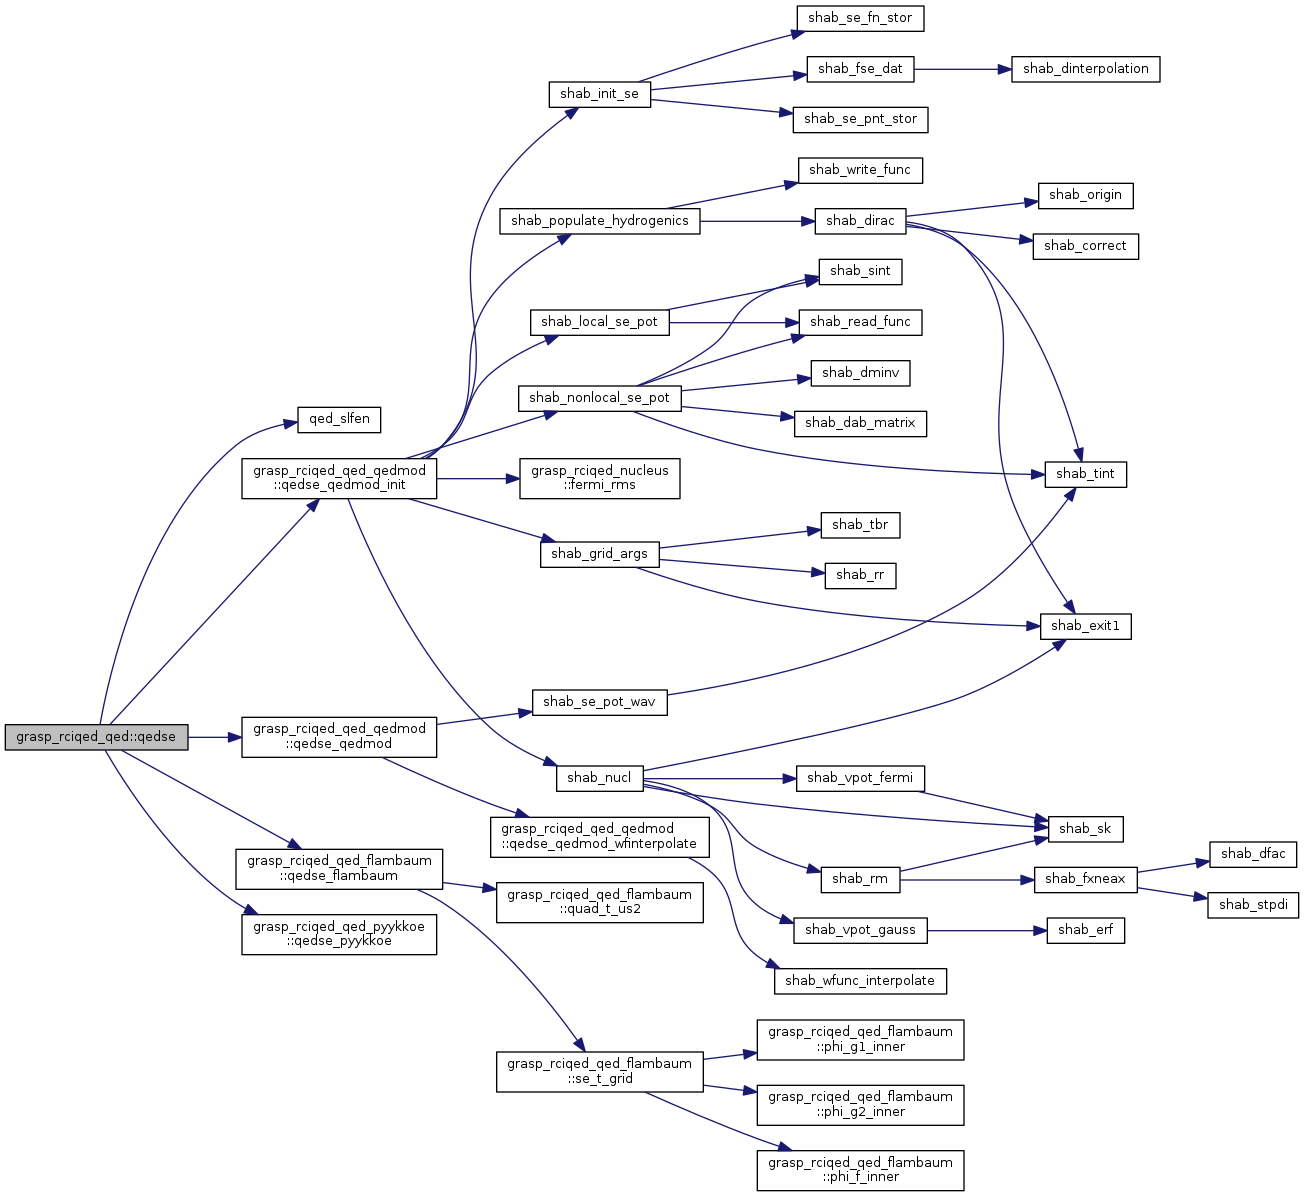 shab_se_fn_stor
shab_fse_dat
shab_dinterpolation
shab_init_se
shab_se_pnt_stor
shab_write_func
shab_origin
shab_populate_hydrogenics
shab_dirac
shab_correct
shab_sint
shab_local_se_pot
shab_read_func
shab_dminv
shab_nonlocal_se_pot
shab_dab_matrix
qed_slfen
grasp_rciqed_qed_qedmod
::qedse_qedmod_init
grasp_rciqed_nucleus
::fermi_rms
shab_tint
shab_tbr
shab_grid_args
shab_rr
shab_exit1
shab_se_pot_wav
grasp_rciqed_qed::qedse
grasp_rciqed_qed_qedmod
::qedse_qedmod
shab_nucl
shab_vpot_fermi
grasp_rciqed_qed_qedmod
::qedse_qedmod_wfinterpolate
shab_sk
shab_dfac
grasp_rciqed_qed_flambaum
::qedse_flambaum
shab_rm
shab_fxneax
grasp_rciqed_qed_flambaum
::quad_t_us2
shab_stpdi
grasp_rciqed_qed_pyykkoe
::qedse_pyykkoe
shab_vpot_gauss
shab_erf
shab_wfunc_interpolate
grasp_rciqed_qed_flambaum
::phi_g1_inner
grasp_rciqed_qed_flambaum
::se_t_grid
grasp_rciqed_qed_flambaum
::phi_g2_inner
grasp_rciqed_qed_flambaum
::phi_f_inner